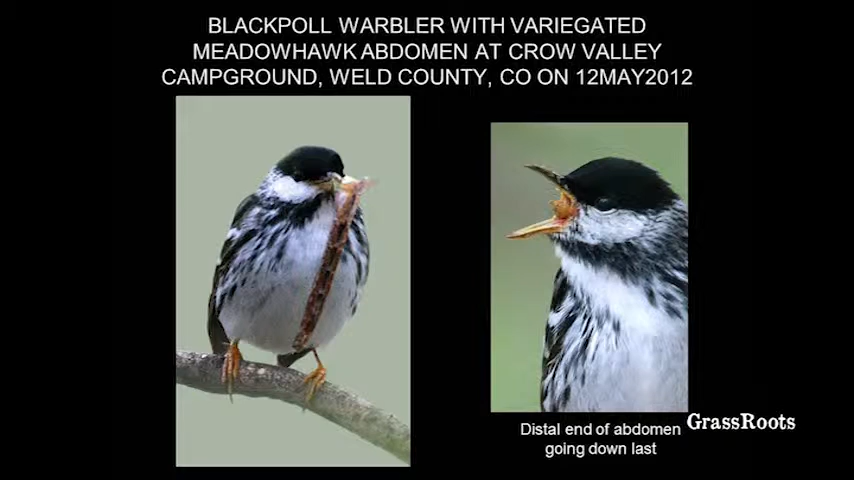 BLACKPOLL WARBLER WITH VARIEGATED
MEADOWHAWK ABDOMEN AT CROW VALLEY
CAMPGROUND, WELD COUNTY, CO ON 12MAY2012
Distal end of abdomen
going down last
GrassRoots